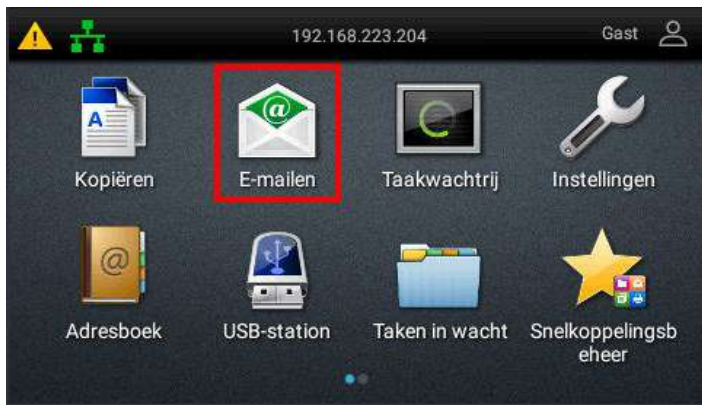 192.168.223.204
Gast
A
@
Kopiëren
E-mailen
Taakwachtrij
Instellingen
@
Adresboek
USB-station
Taken in wacht
Snelkoppelingsb
eheer